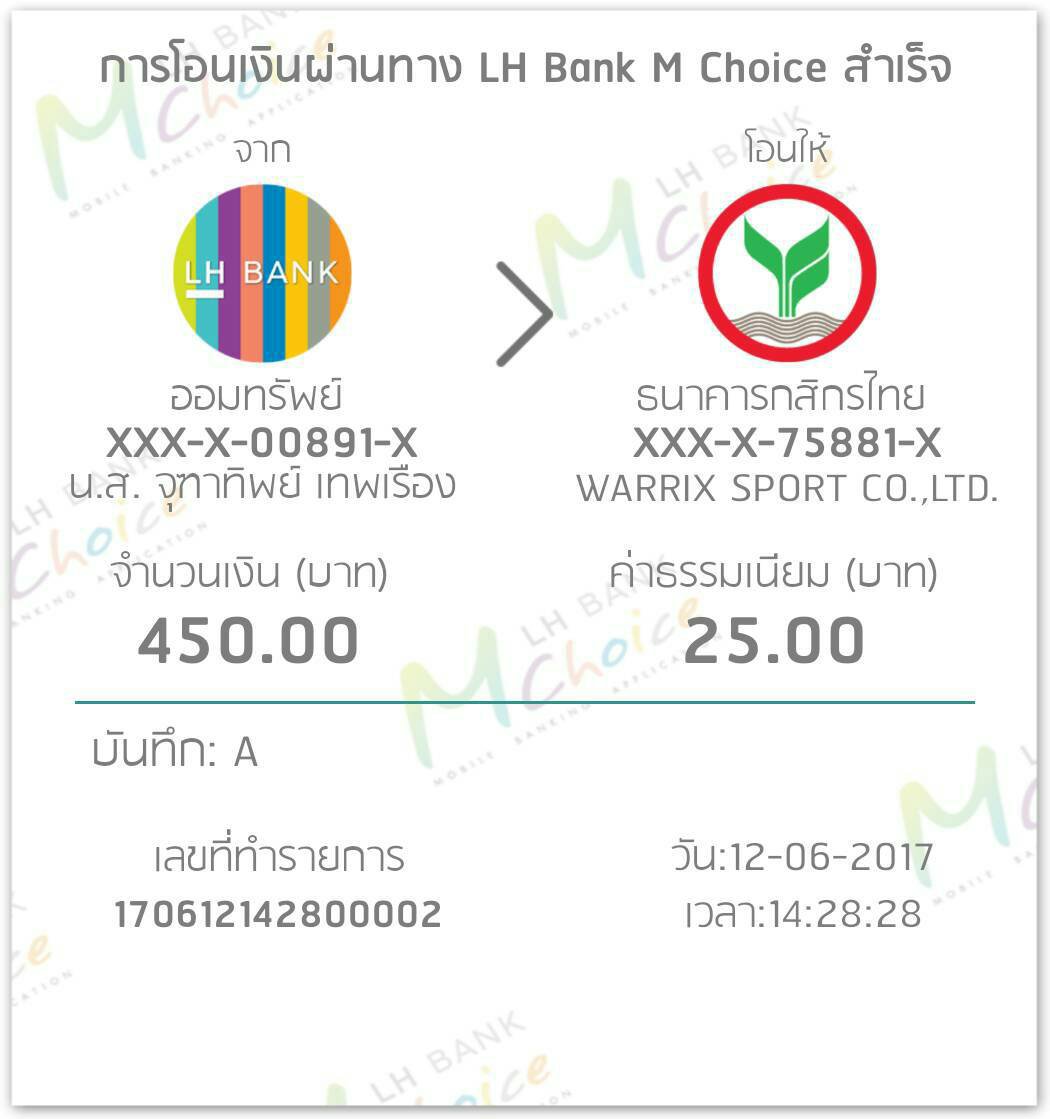 การโอนเงินผ่านทาง LH Bank M Choice สำเร็จ
จาก
โอนให้
LH BANK
ออมทรัพย์
ธนาคารกสิกรไทย
XXX-X-00891-X
XXX-X-75881-X
น.ส. จุฑาทิพย์ เทพเรือง
WARRIX SPORT CO.,LTD.
จำนวนเงิน (บาท)
ค่าธรรมเนียม (บาท)
450.00
25.00
บันทึก: A
เลขที่ทำรายการ
วัน:12-06-2017
170612142800002
เวลา:14:28:28
LH BANK
M Choice
MOBILE BANKING APPLICATION